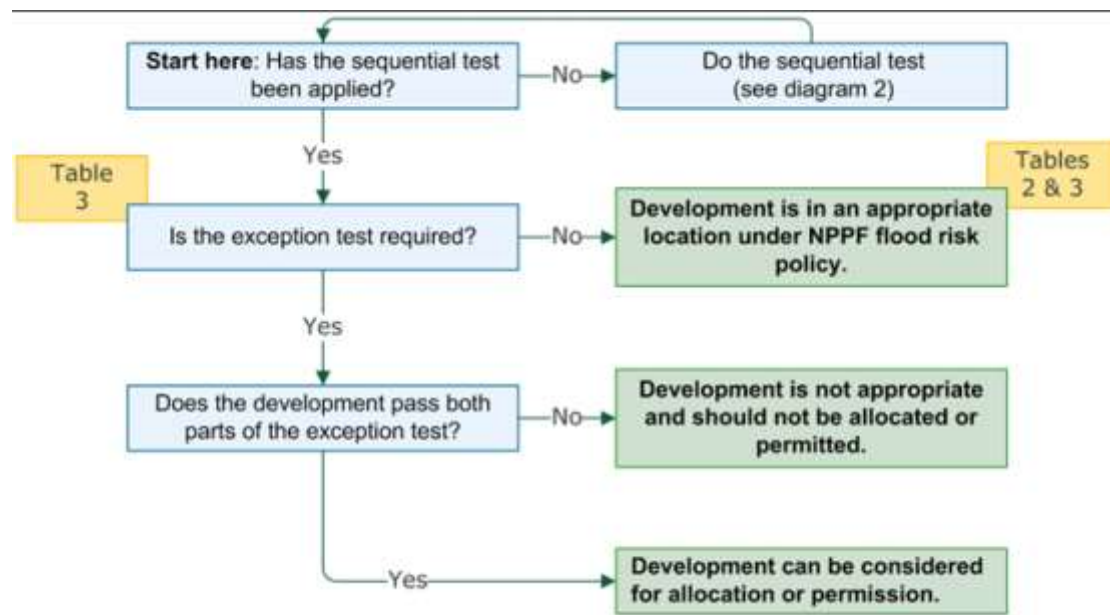 Start here: Has the sequential test
been applied?
No
Do the sequential test
(see diagram 2)
Yes
Table
3
Tables
2 & 3
Is the exception test required?
No
Development is in an appropriate
location under NPPF flood risk
policy.
Yes
Does the development pass both
parts of the exception test?
No
Development is not appropriate
and should not be allocated or
permitted.
Yes
Development can be considered
for allocation or permission.